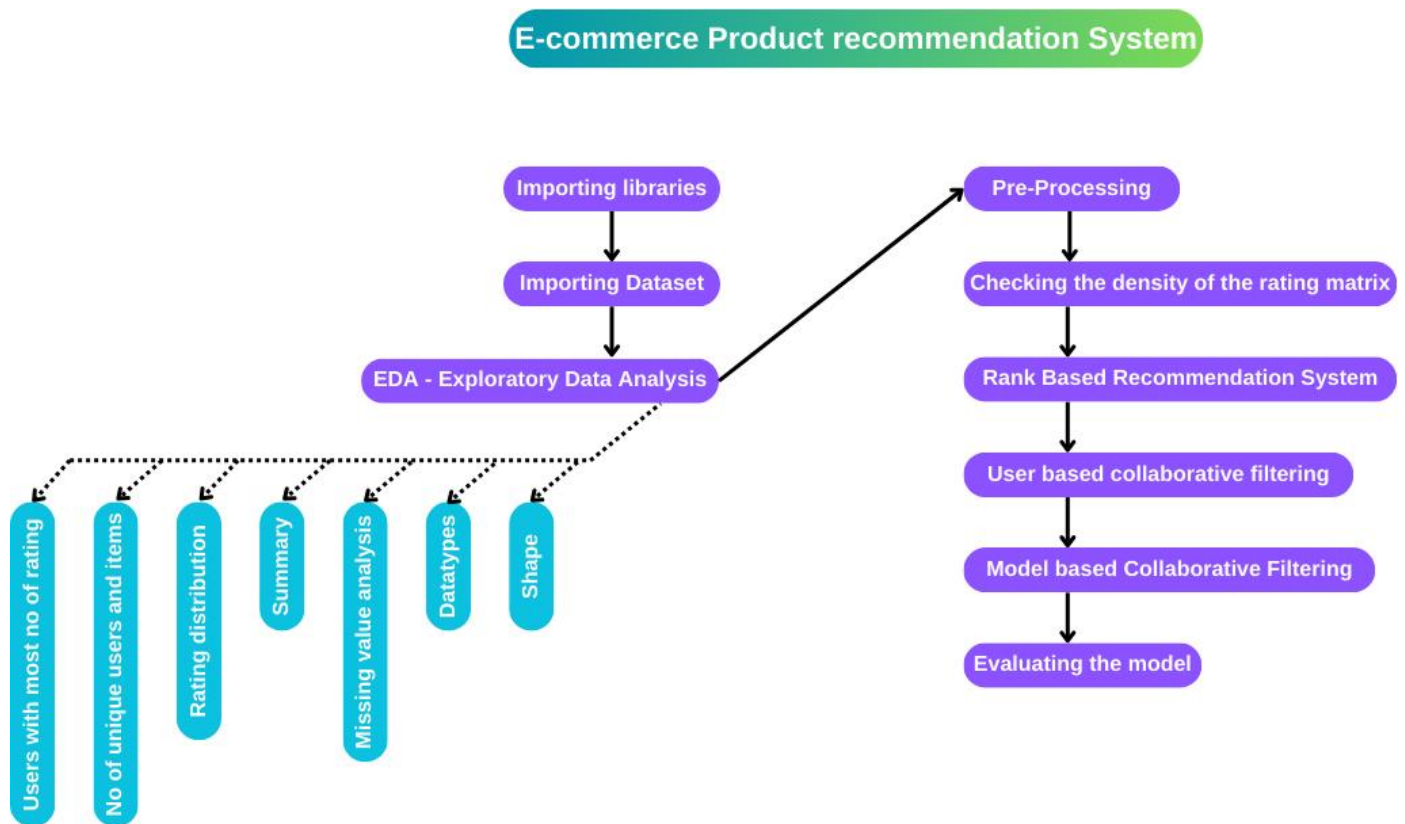 E-commerce Product recommendation System
Importing libraries
Importing Dataset
EDA - Exploratory Data Analysis
Users with most no of rating
No of unique users and items
Rating distribution
Summary
Missing value analysis
Datatypes
Shape
Pre-Processing
Checking the density of the rating matrix
Rank Based Recommendation System
User based collaborative filtering
Model based Collaborative Filtering
Evaluating the model